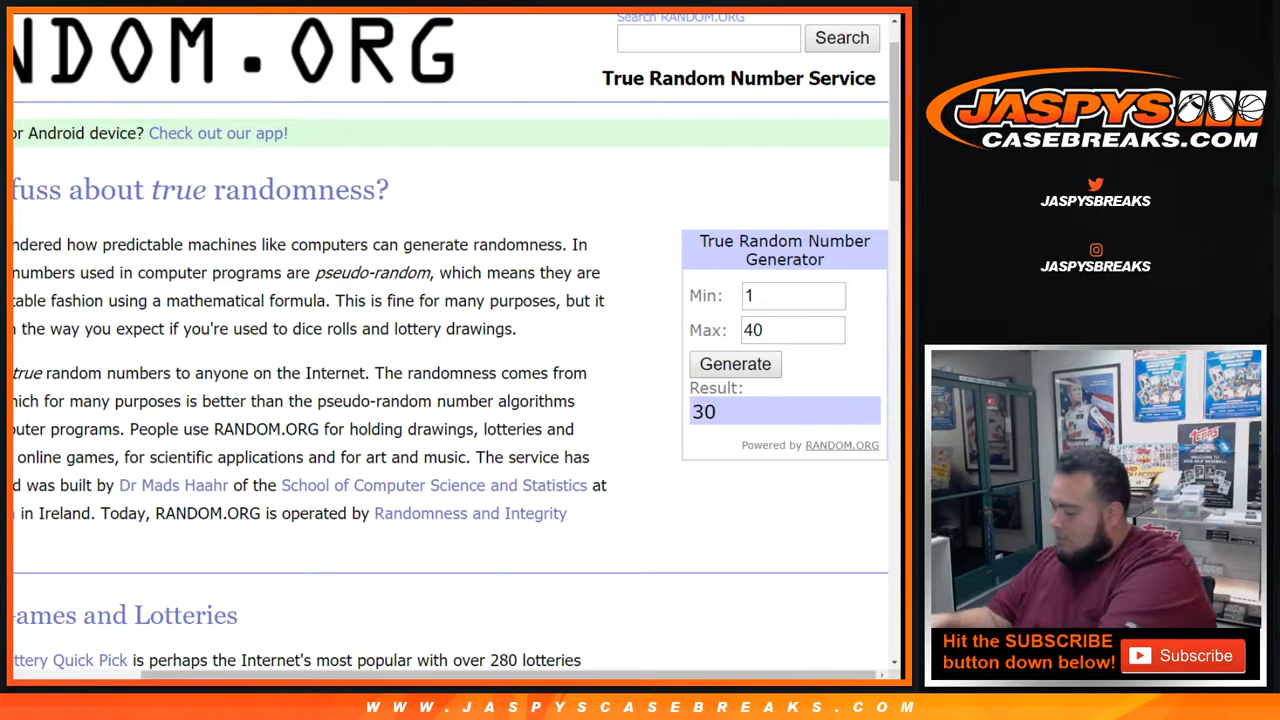 NDOM.ORG
Search RANDOM.ORG
Search
True Random Number Service
or Android device? Check out our app!
fuss about true randomness?
ndered how predictable machines like computers can generate randomness. In
numbers used in computer programs are pseudo-random, which means they are
table fashion using a mathematical formula. This is fine for many purposes, but it
n the way you expect if you're used to dice rolls and lottery drawings.
true random numbers to anyone on the Internet. The randomness comes from
hich for many purposes is better than the pseudo-random number algorithms
puter programs. People use RANDOM.ORG for holding drawings, lotteries and
online games, for scientific applications and for art and music. The service has
d was built by Dr Mads Haahr of the School of Computer Science and Statistics at
in Ireland. Today, RANDOM.ORG is operated by Randomness and Integrity
Games and Lotteries
ttery Quick Pick is perhaps the Internet's most popular with over 280 lotteries
True Random Number
Generator
Min: 1
Max: 40
Generate
Result:
30
Powered by RANDOM.ORG
JASPYS
CASEBREAKS.COM
JASPYSBREAKS
JASPYSBREAKS
topps
Hit the SUBSCRIBE
button down below!
Subscribe
WWW.JASPYSCASEBREAKS.COM